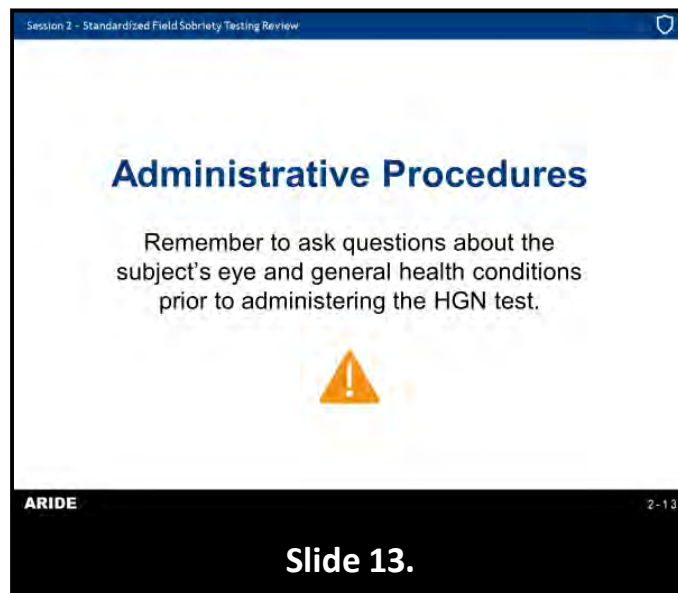 Session 2 - Standardized Field Sobriety Testing Review
Administrative Procedures
Remember to ask questions about the
subject's eye and general health conditions
prior to administering the HGN test.
ARIDE
2-13
Slide 13.